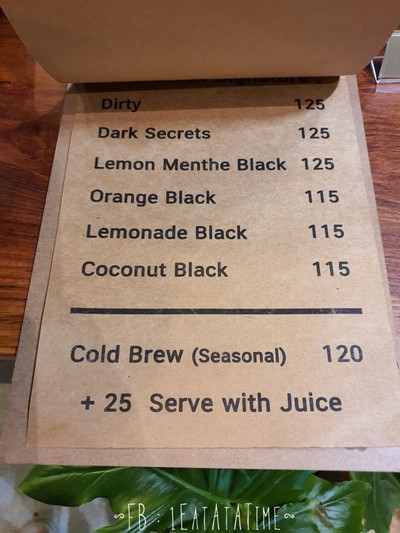 Signature
Dirty 125
Dark Secrets 125
Lemon Menthe Black 125
Orange Black 115
Lemonade Black 115
Coconut Black 115
Cold Brew (Seasonal) 120
+ 25 Serve with Juice
~FB : 1EATATATIME~